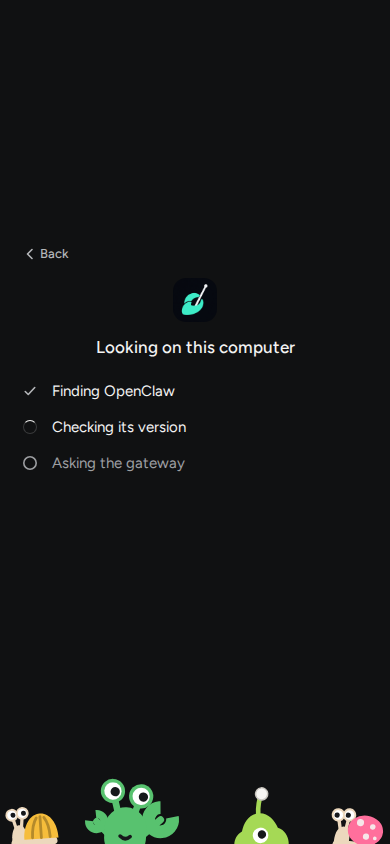 Back
Looking on this computer
Finding OpenClaw
Checking its version
Asking the gateway